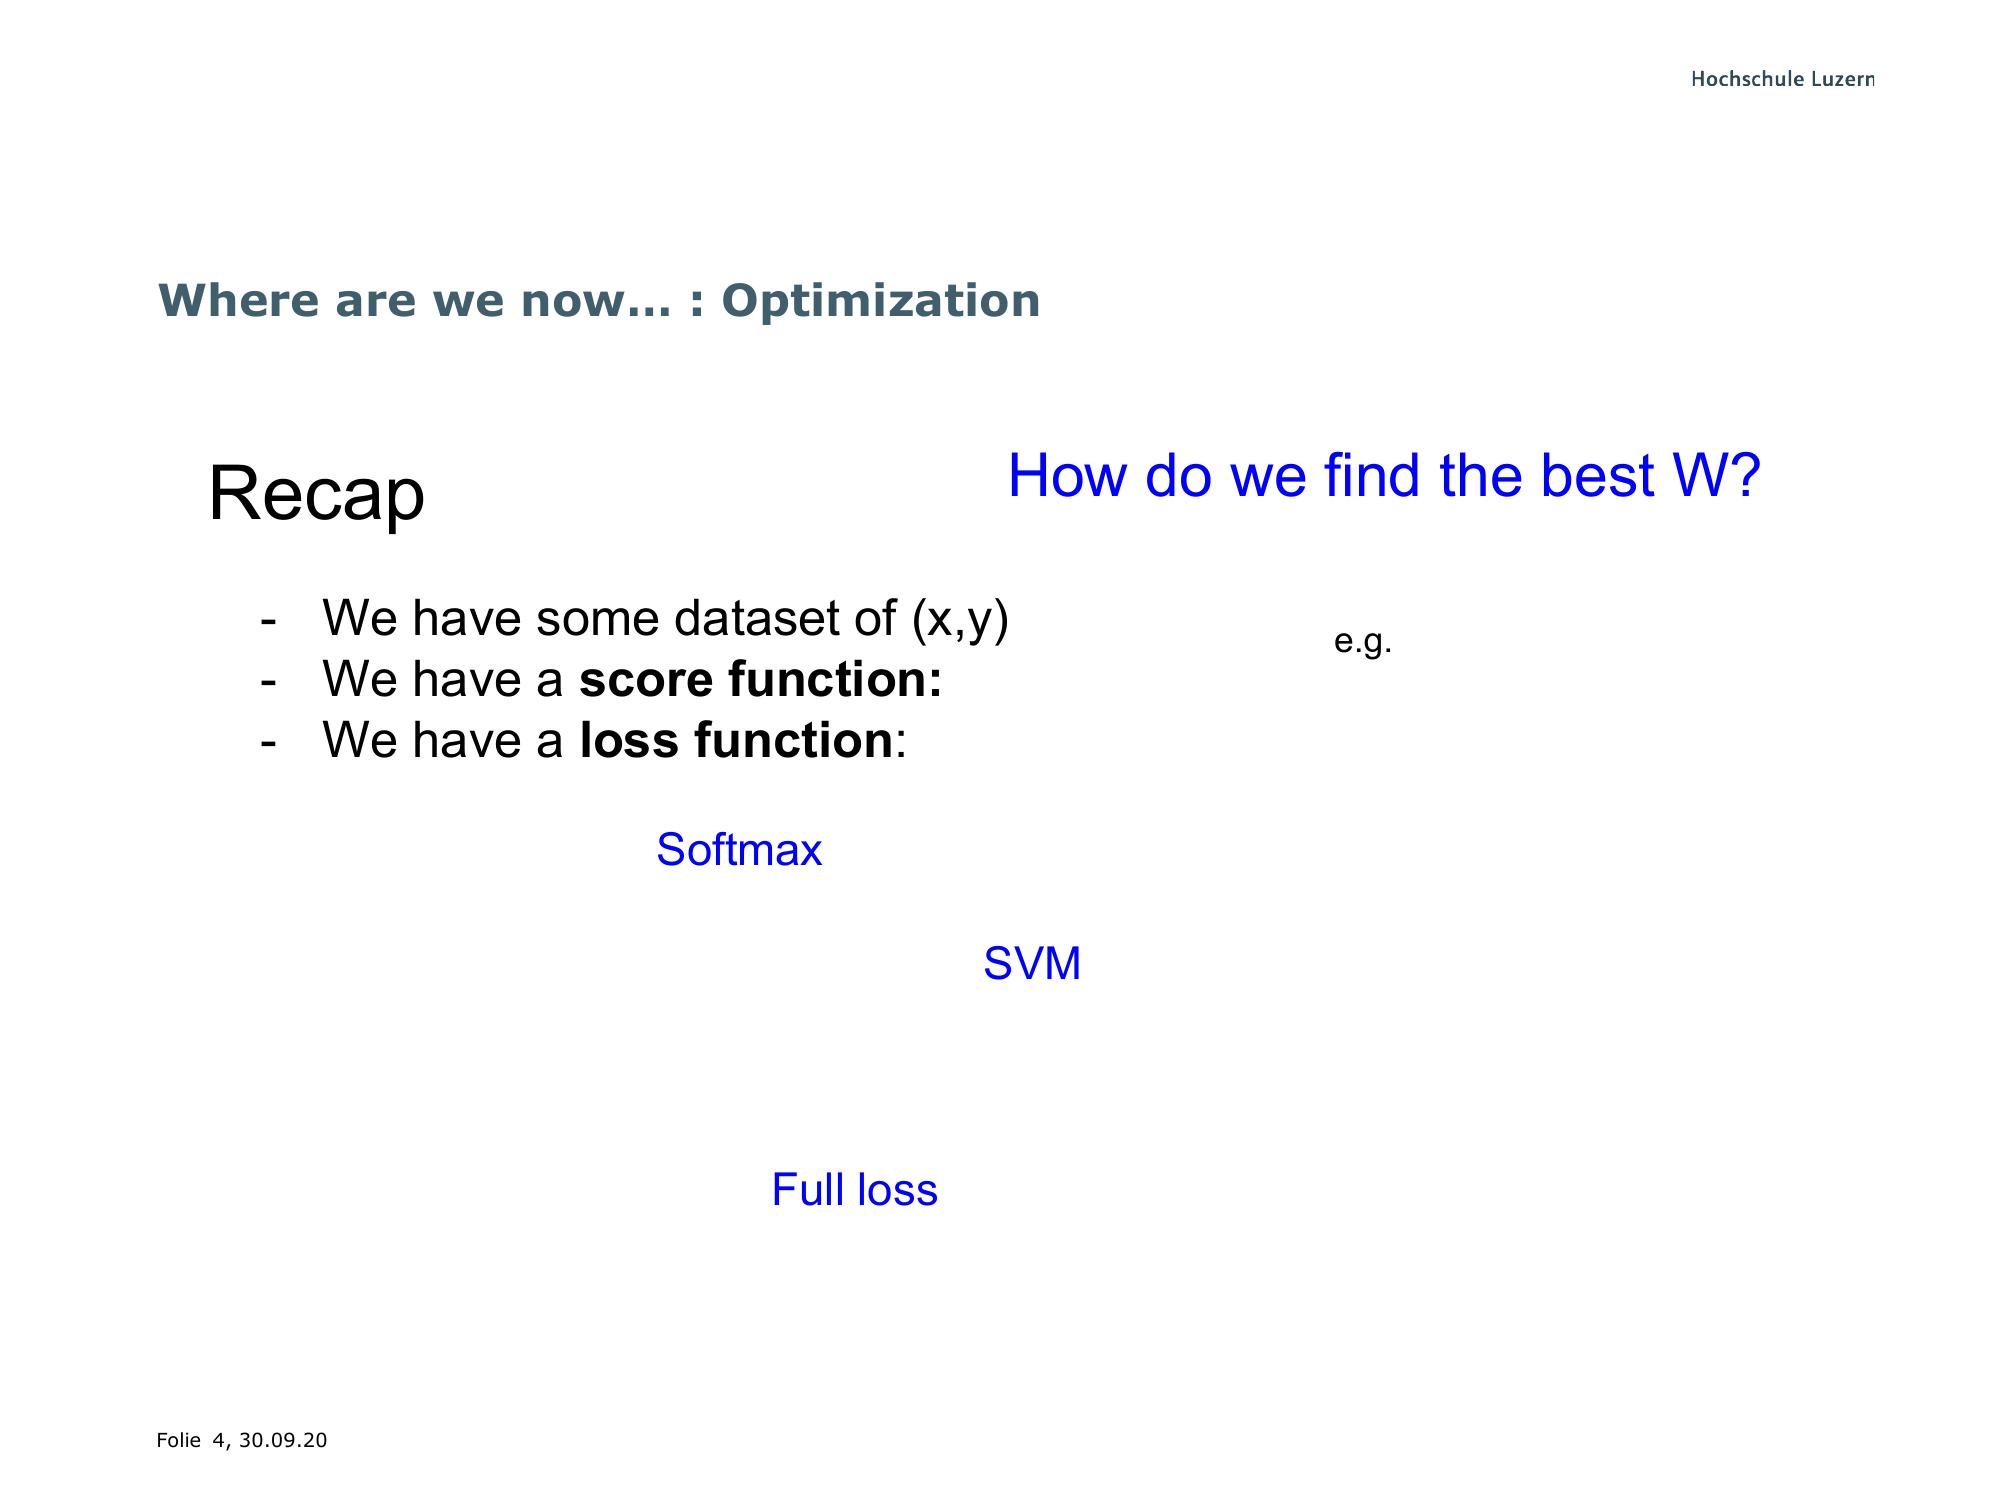 Hochschule Luzern
Where are we now... : Optimization
Recap
How do we find the best W?
- We have some dataset of (x,y)
e.g.
- We have a score function:
- We have a loss function:
Softmax
SVM
Full loss
Folie 4, 30.09.20